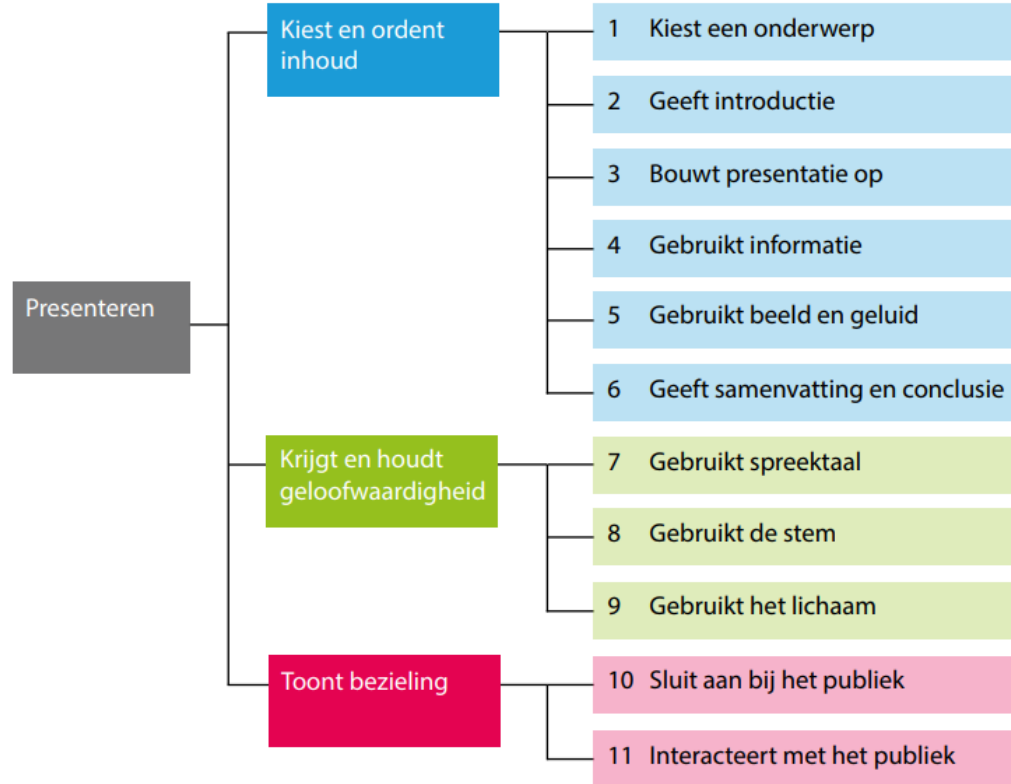 Presenteren
Kiest en ordent
inhoud
1 Kiest een onderwerp
2 Geeft introductie
3 Bouwt presentatie op
4 Gebruikt informatie
5 Gebruikt beeld en geluid
6 Geeft samenvatting en conclusie
Krijgt en houdt
geloofwaardigheid
7 Gebruikt spreektaal
8 Gebruikt de stem
9 Gebruikt het lichaam
Toont bezieling
10 Sluit aan bij het publiek
11 Interacteert met het publiek